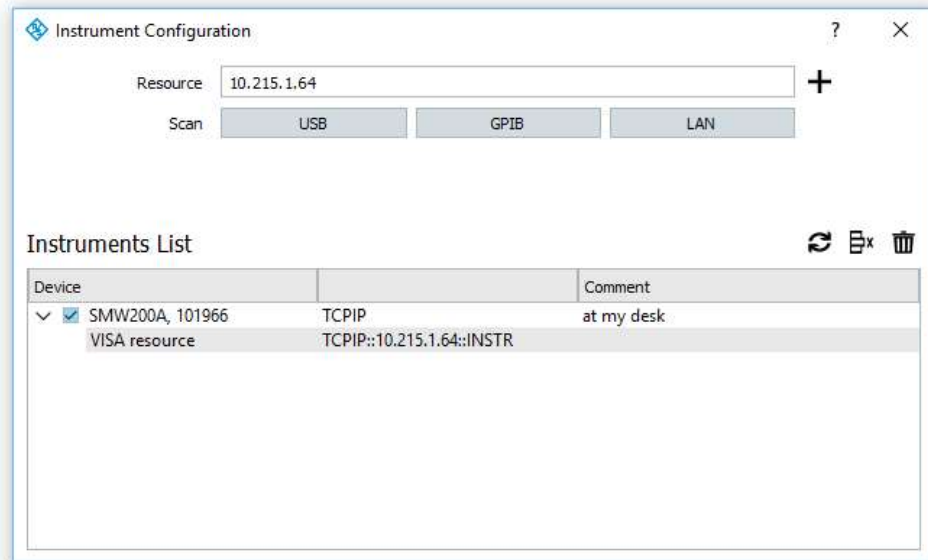 Instrument Configuration ? ×
Resource 10.215.1.64 +
Scan USB GPIB LAN
Instruments List
Device Comment
SMW200A, 101966 TCPIP at my desk
VISA resource TCPIP::10.215.1.64::INSTR